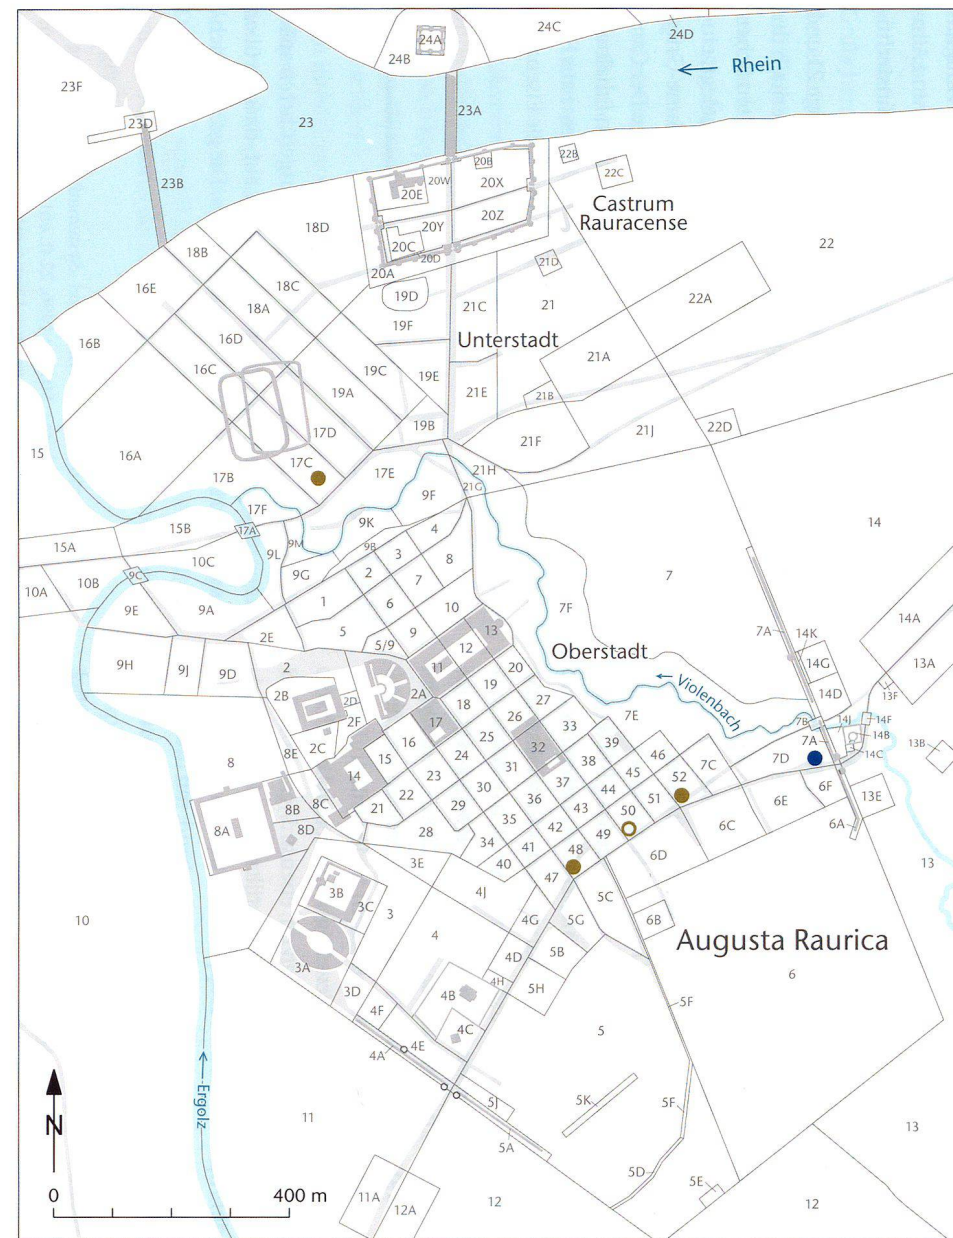 24C
24D
24A
24B
Rhein
23F
23A
23D
23
23B
20B
22B
22C
20W
20X
20E
Castrum
Rauracense
20Z
18D
20Y
20C
20D
22
18B
20A
21D
16E
18C
19D
22A
18A
21C
21
19F
16D
16B
Unterstadt
21A
16C
19C
19E
19A
21E
21B
19B
22D
17D
21J
21F
15
16A
17C
17E
21H
17B
21G
9F
17F
9K
14
15B
17A
4
15A
9M
9B
3
10C
9L
8
9C
2
7
10B
9G
7
10A
1
6
10
7F
9E
9A
14A
5
9
13
7A
14K
2E
5/9
12
Oberstadt
9H
9J
9D
2
11
20
14G
13A
2A
19
Violenbach
14D
13F
2B
2D
18
27
2F
17
26
33
7E
7B
14J
14F
2C
16
25
32
39
7A
14B
13B
8E
15
24
46
7C
7D
14C
8
14
23
31
38
45
52
37
6F
8B
8C
21
22
30
44
51
6E
13E
8A
8D
29
36
43
50
6C
6A
28
35
42
49
34
41
48
6D
3E
40
47
13
3B
4J
5C
3C
10
3
4G
5G
6B
4
5B
Augusta Raurica
3A
4D
6
3D
4B
4H
5H
5F
4F
4C
5
4A
4E
Ergolz
5J
5K
5F
N
11
5A
13
5D
5E
0
400 m
11A
12A
12
12